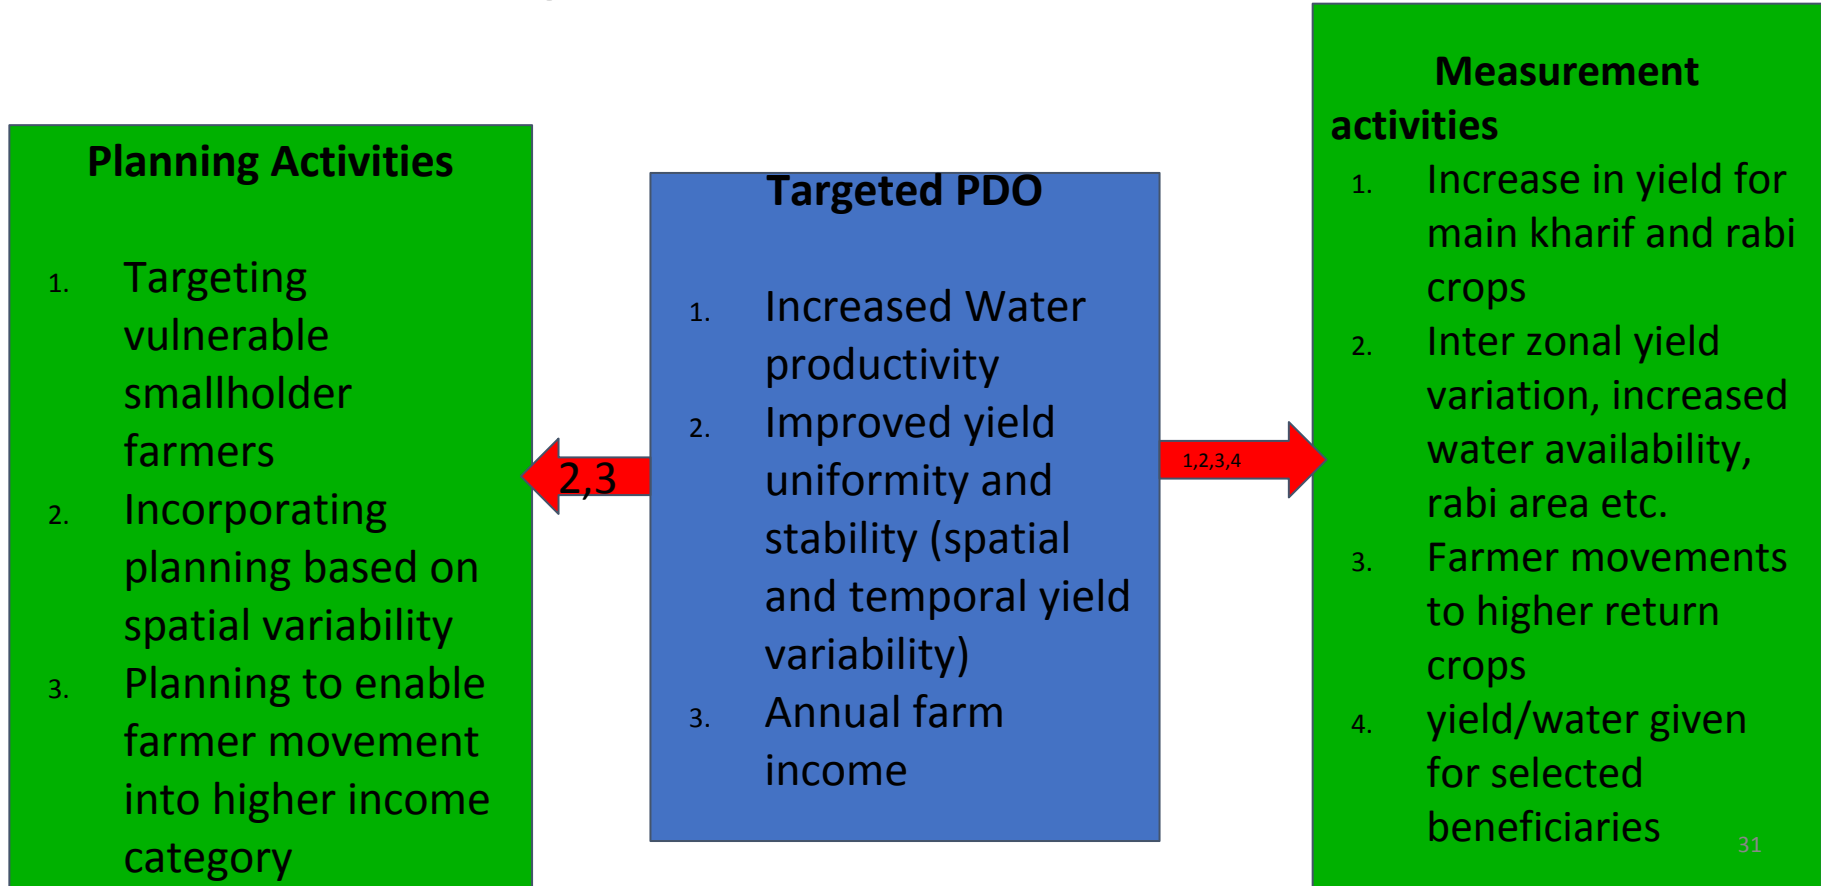 Planning Activities
1. Targeting
vulnerable
smallholder
farmers
2. Incorporating
planning based on
spatial variability
3. Planning to enable
farmer movement
into higher income
category
2,3
Targeted PDO
1. Increased Water
productivity
2. Improved yield
uniformity and
stability (spatial
and temporal yield
variability)
3. Annual farm
income
1,2,3,4
Measurement
activities
1. Increase in yield for
main kharif and rabi
crops
2. Inter zonal yield
variation, increased
water availability,
rabi area etc.
3. Farmer movements
to higher return
crops
4. yield/water given
for selected
beneficiaries
31